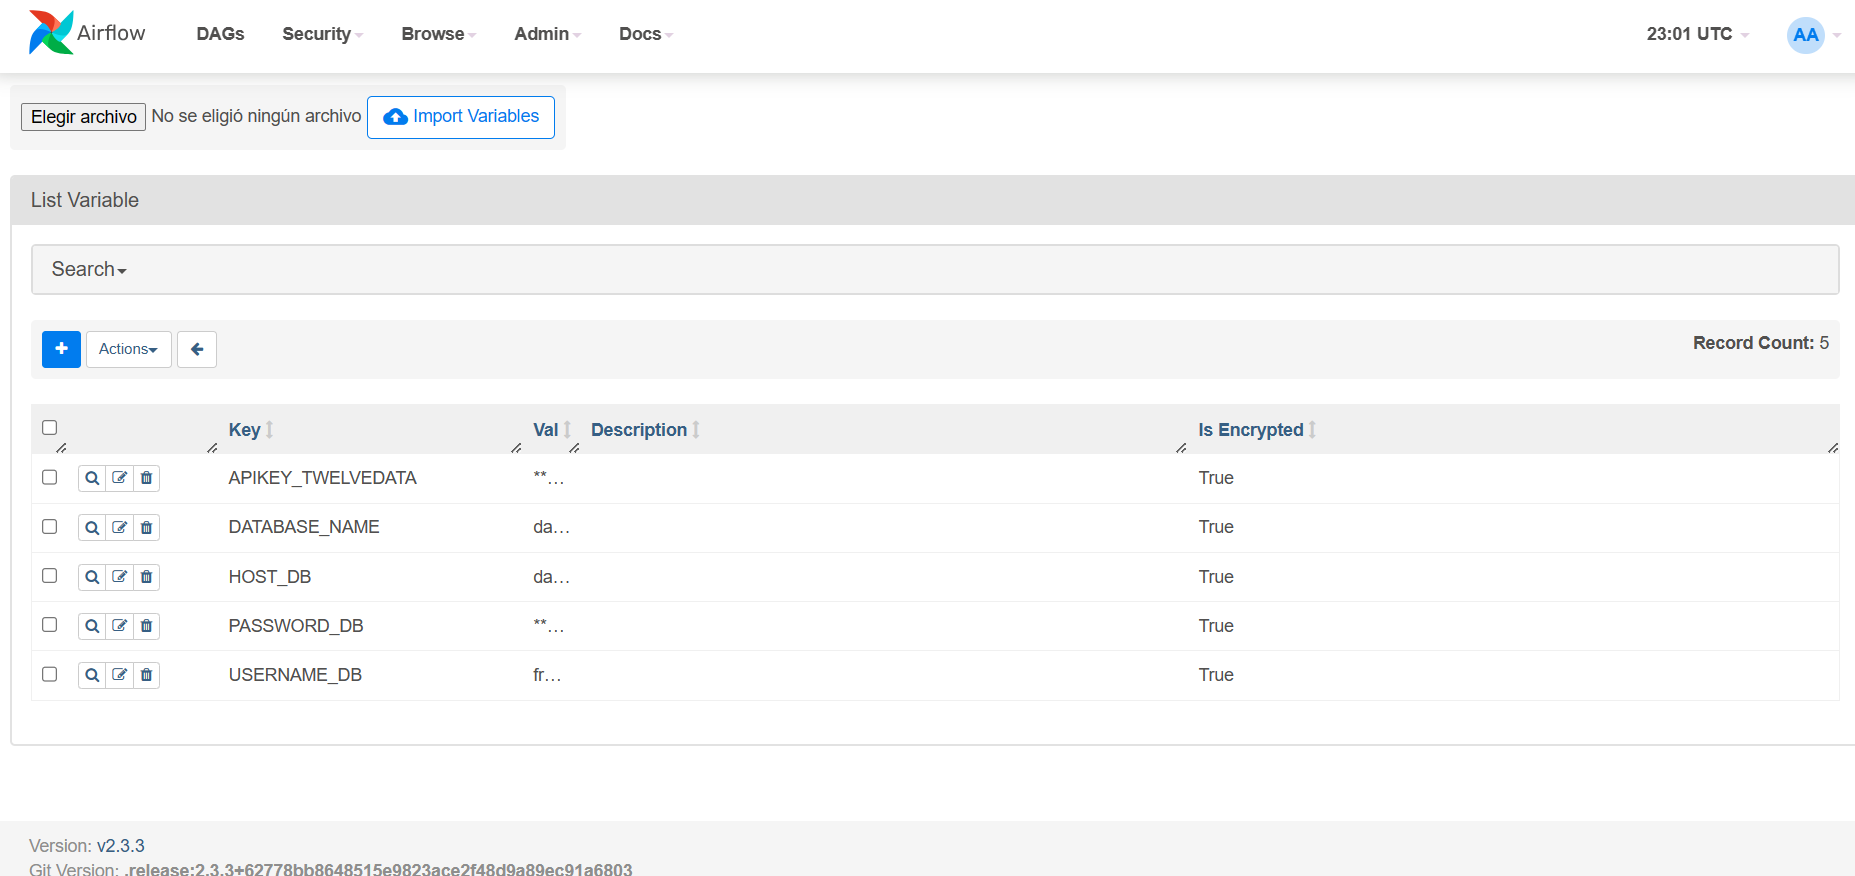 Airflow DAGs Security Browse Admin Docs 23:01 UTC AA
Elegir archivo No se eligió ningún archivo Import Variables
List Variable
Search
+ Actions Record Count: 5
Key Val Description Is Encrypted
APIKEY_TWELVEDATA **... True
DATABASE_NAME da... True
HOST_DB da... True
PASSWORD_DB **... True
USERNAME_DB fr... True
Version: v2.3.3
Git Version: .release:2.3.3+62778bb8648515e9823ace2f48d9a89ec91a6803